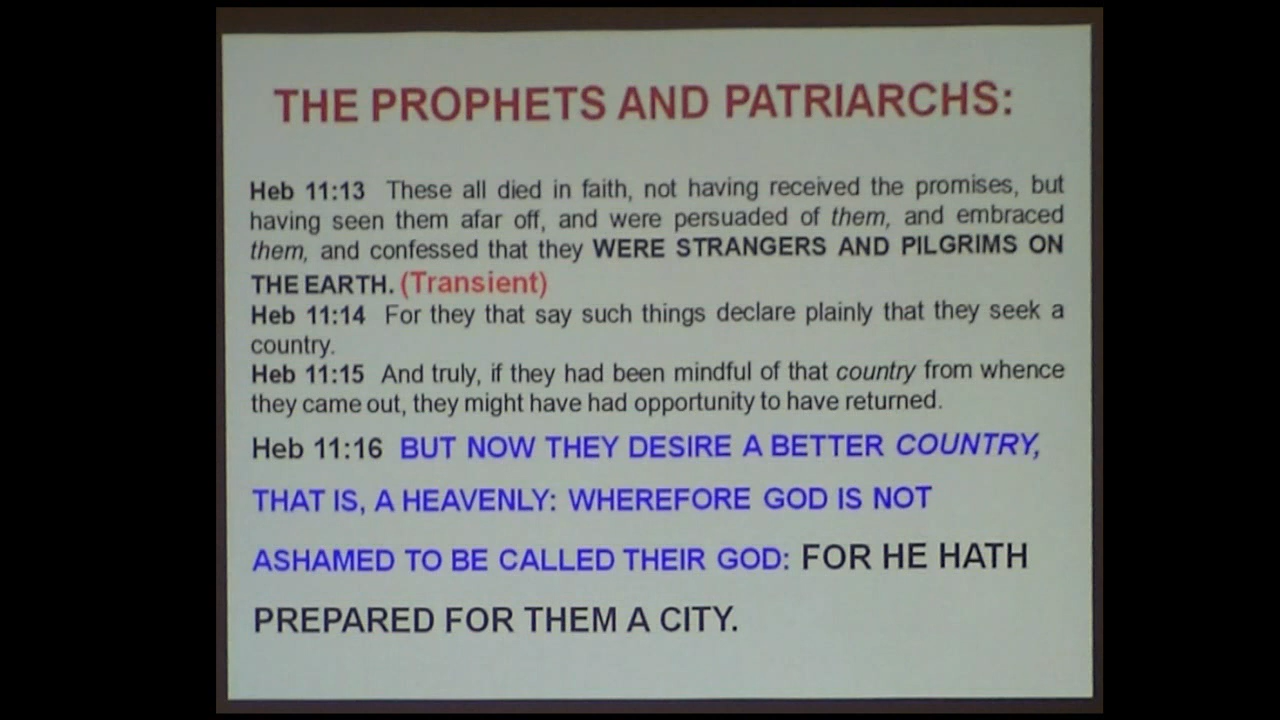 THE PROPHETS AND PATRIARCHS:
Heb 11:13 These all died in faith, not having received the promises, but
having seen them afar off, and were persuaded of them, and embraced
them, and confessed that they WERE STRANGERS AND PILGRIMS ON
THE EARTH. (Transient)
Heb 11:14 For they that say such things declare plainly that they seek a
country.
Heb 11:15 And truly, if they had been mindful of that country from whence
they came out, they might have had opportunity to have returned.
Heb 11:16 BUT NOW THEY DESIRE A BETTER COUNTRY,
THAT IS, A HEAVENLY: WHEREFORE GOD IS NOT
ASHAMED TO BE CALLED THEIR GOD: FOR HE HATH
PREPARED FOR THEM A CITY.